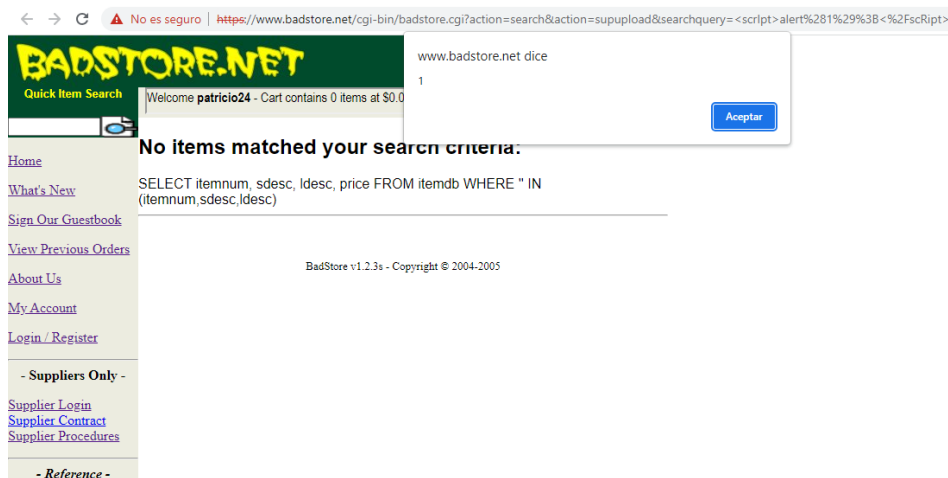 No es seguro | https://www.badstore.net/cgi-bin/badstore.cgi?action=search&action=supupload&searchquery=<scrIpt>alert%281%29%3B<%2FscRipt>
BADSTORE.NET
www.badstore.net dice
1
Aceptar
Quick Item Search
Welcome patricio24 - Cart contains 0 items at $0.0
No items matched your search criteria:
SELECT itemnum, sdesc, ldesc, price FROM itemdb WHERE '' IN
(itemnum,sdesc,ldesc)
BadStore v1.2.3s - Copyright © 2004-2005
Home
What's New
Sign Our Guestbook
View Previous Orders
About Us
My Account
Login / Register
- Suppliers Only -
Supplier Login
Supplier Contract
Supplier Procedures
- Reference -